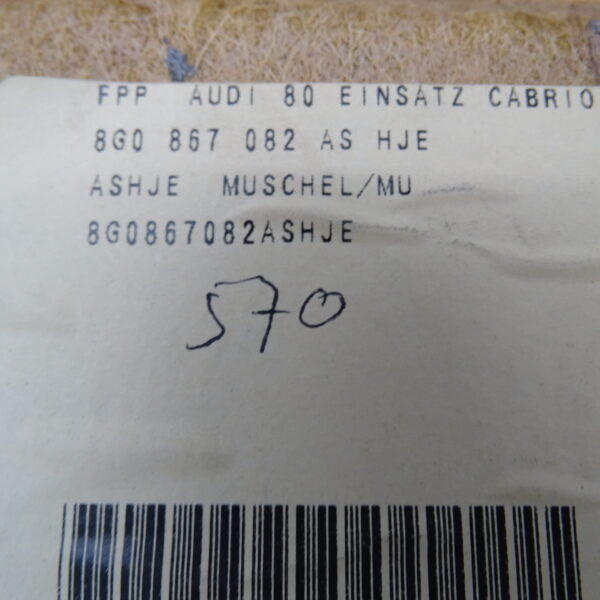 FPP AUDI 80 EINSATZ CABRIO
8G0 867 082 AS HJE
ASHJE MUSCHEL/MU
8G0867082ASHJE
570